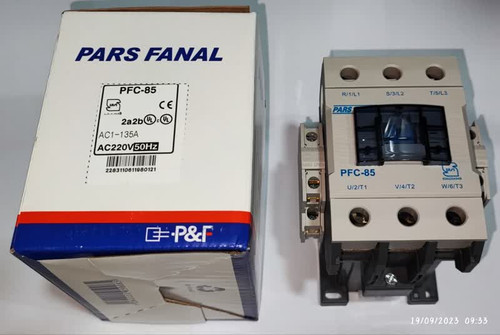 PARS FANAL
PFC-85
CE
2a2b
AC1-135A
AC220V 50Hz
2283110611980121
P&F
R/1/L1 S/3/L2 T/5/L3
PARS
PFC-85
U/2/T1 V/4/T2 W/6/T3
19/09/2023 09:33